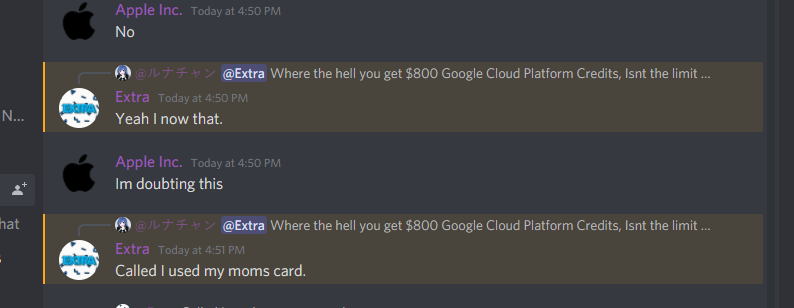 Apple Inc. Today at 4:50 PM
No
@ルナチャン @Extra Where the hell you get $800 Google Cloud Platform Credits, Isnt the limit ...
Extra Today at 4:50 PM
Yeah I now that.
N...
Apple Inc. Today at 4:50 PM
Im doubting this
hat
@ルナチャン @Extra Where the hell you get $800 Google Cloud Platform Credits, Isnt the limit ...
Extra Today at 4:51 PM
Called I used my moms card.